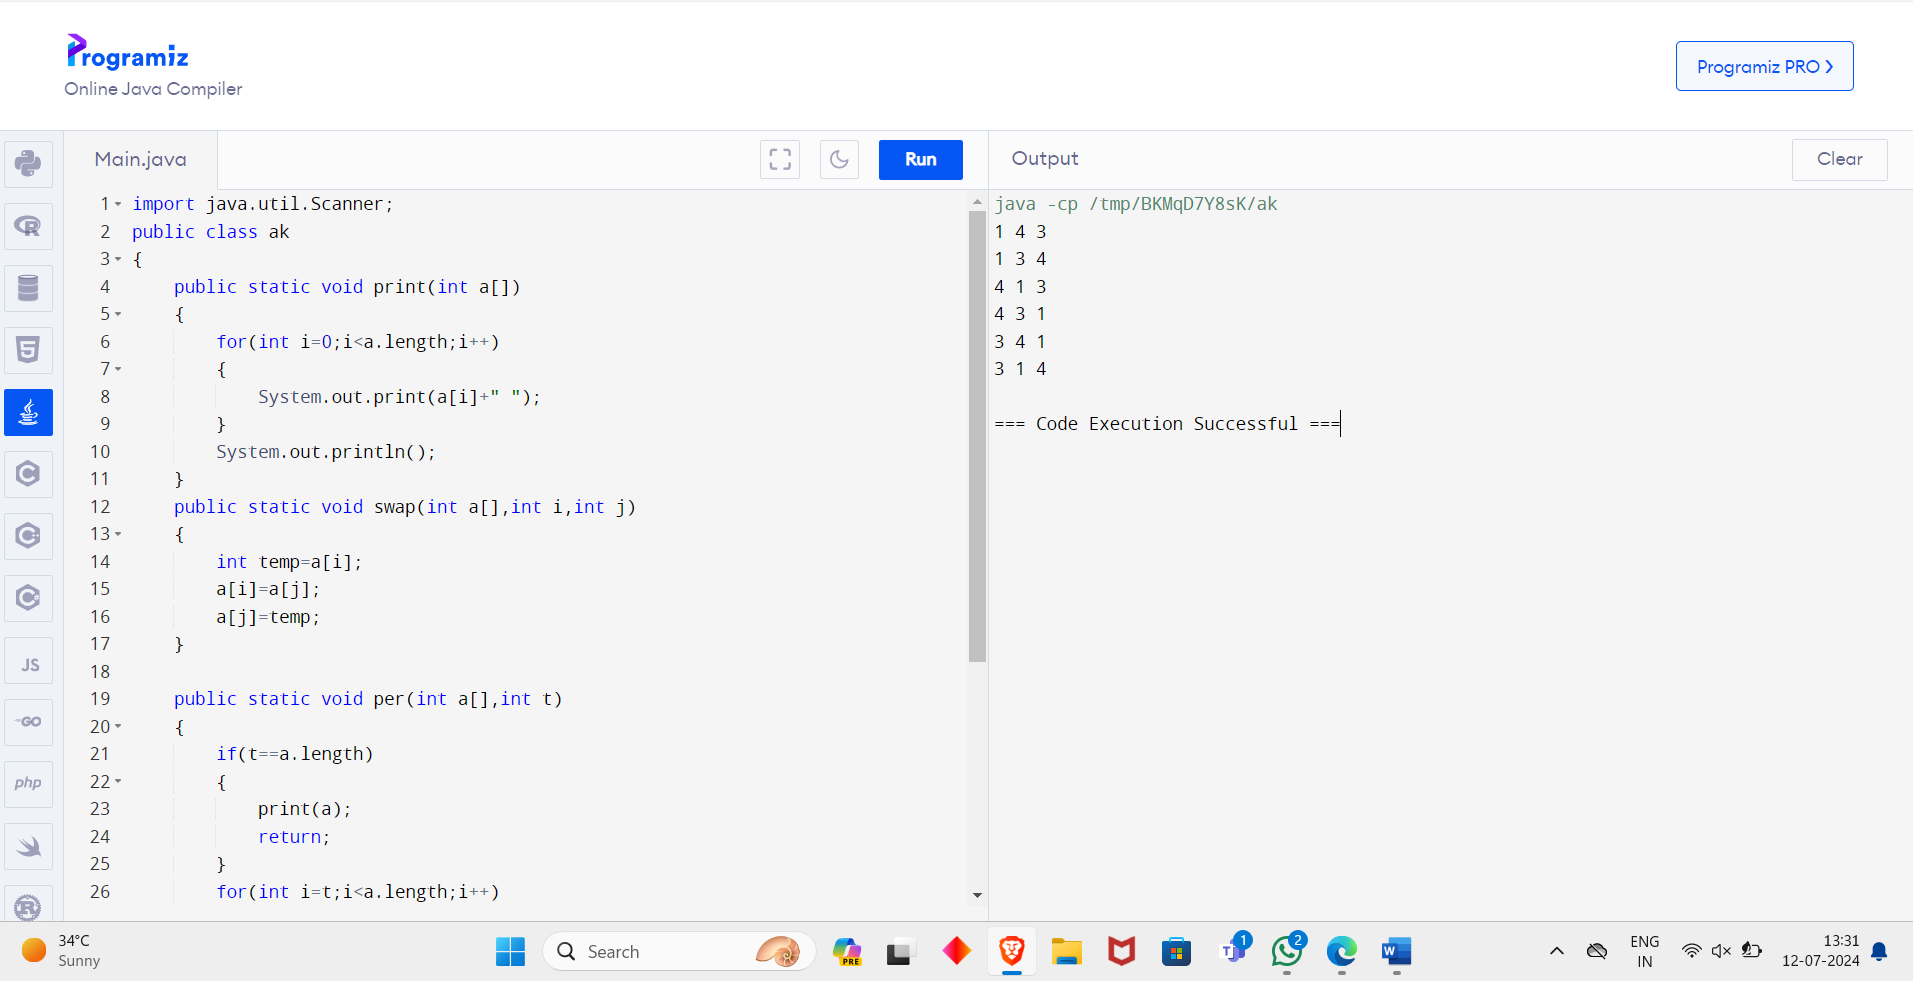 Programiz
Online Java Compiler
Programiz PRO
Main.java
Run
Output
Clear
1 import java.util.Scanner;
2 public class ak
3 {
4 public static void print(int a[])
5 {
6 for(int i=0;i<a.length;i++)
7 {
8 System.out.print(a[i]+" ");
9 }
10 System.out.println();
11 }
12 public static void swap(int a[],int i,int j)
13 {
14 int temp=a[i];
15 a[i]=a[j];
16 a[j]=temp;
17 }
18
19 public static void per(int a[],int t)
20 {
21 if(t==a.length)
22 {
23 print(a);
24 return;
25 }
26 for(int i=t;i<a.length;i++)
java -cp /tmp/BKMqD7Y8sK/ak
1 4 3
1 3 4
4 1 3
4 3 1
3 4 1
3 1 4
=== Code Execution Successful ===
R
5
C
C++
C#
JS
GO
php
R
34°C
Sunny
Search
PRE
T 1
2
W
ENG
IN
13:31
12-07-2024